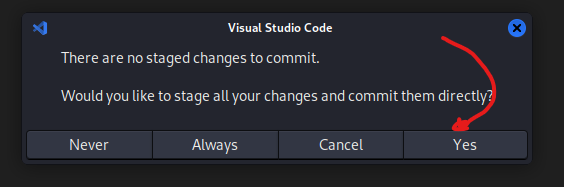 Visual Studio Code
There are no staged changes to commit.
Would you like to stage all your changes and commit them directly?
Never
Always
Cancel
Yes